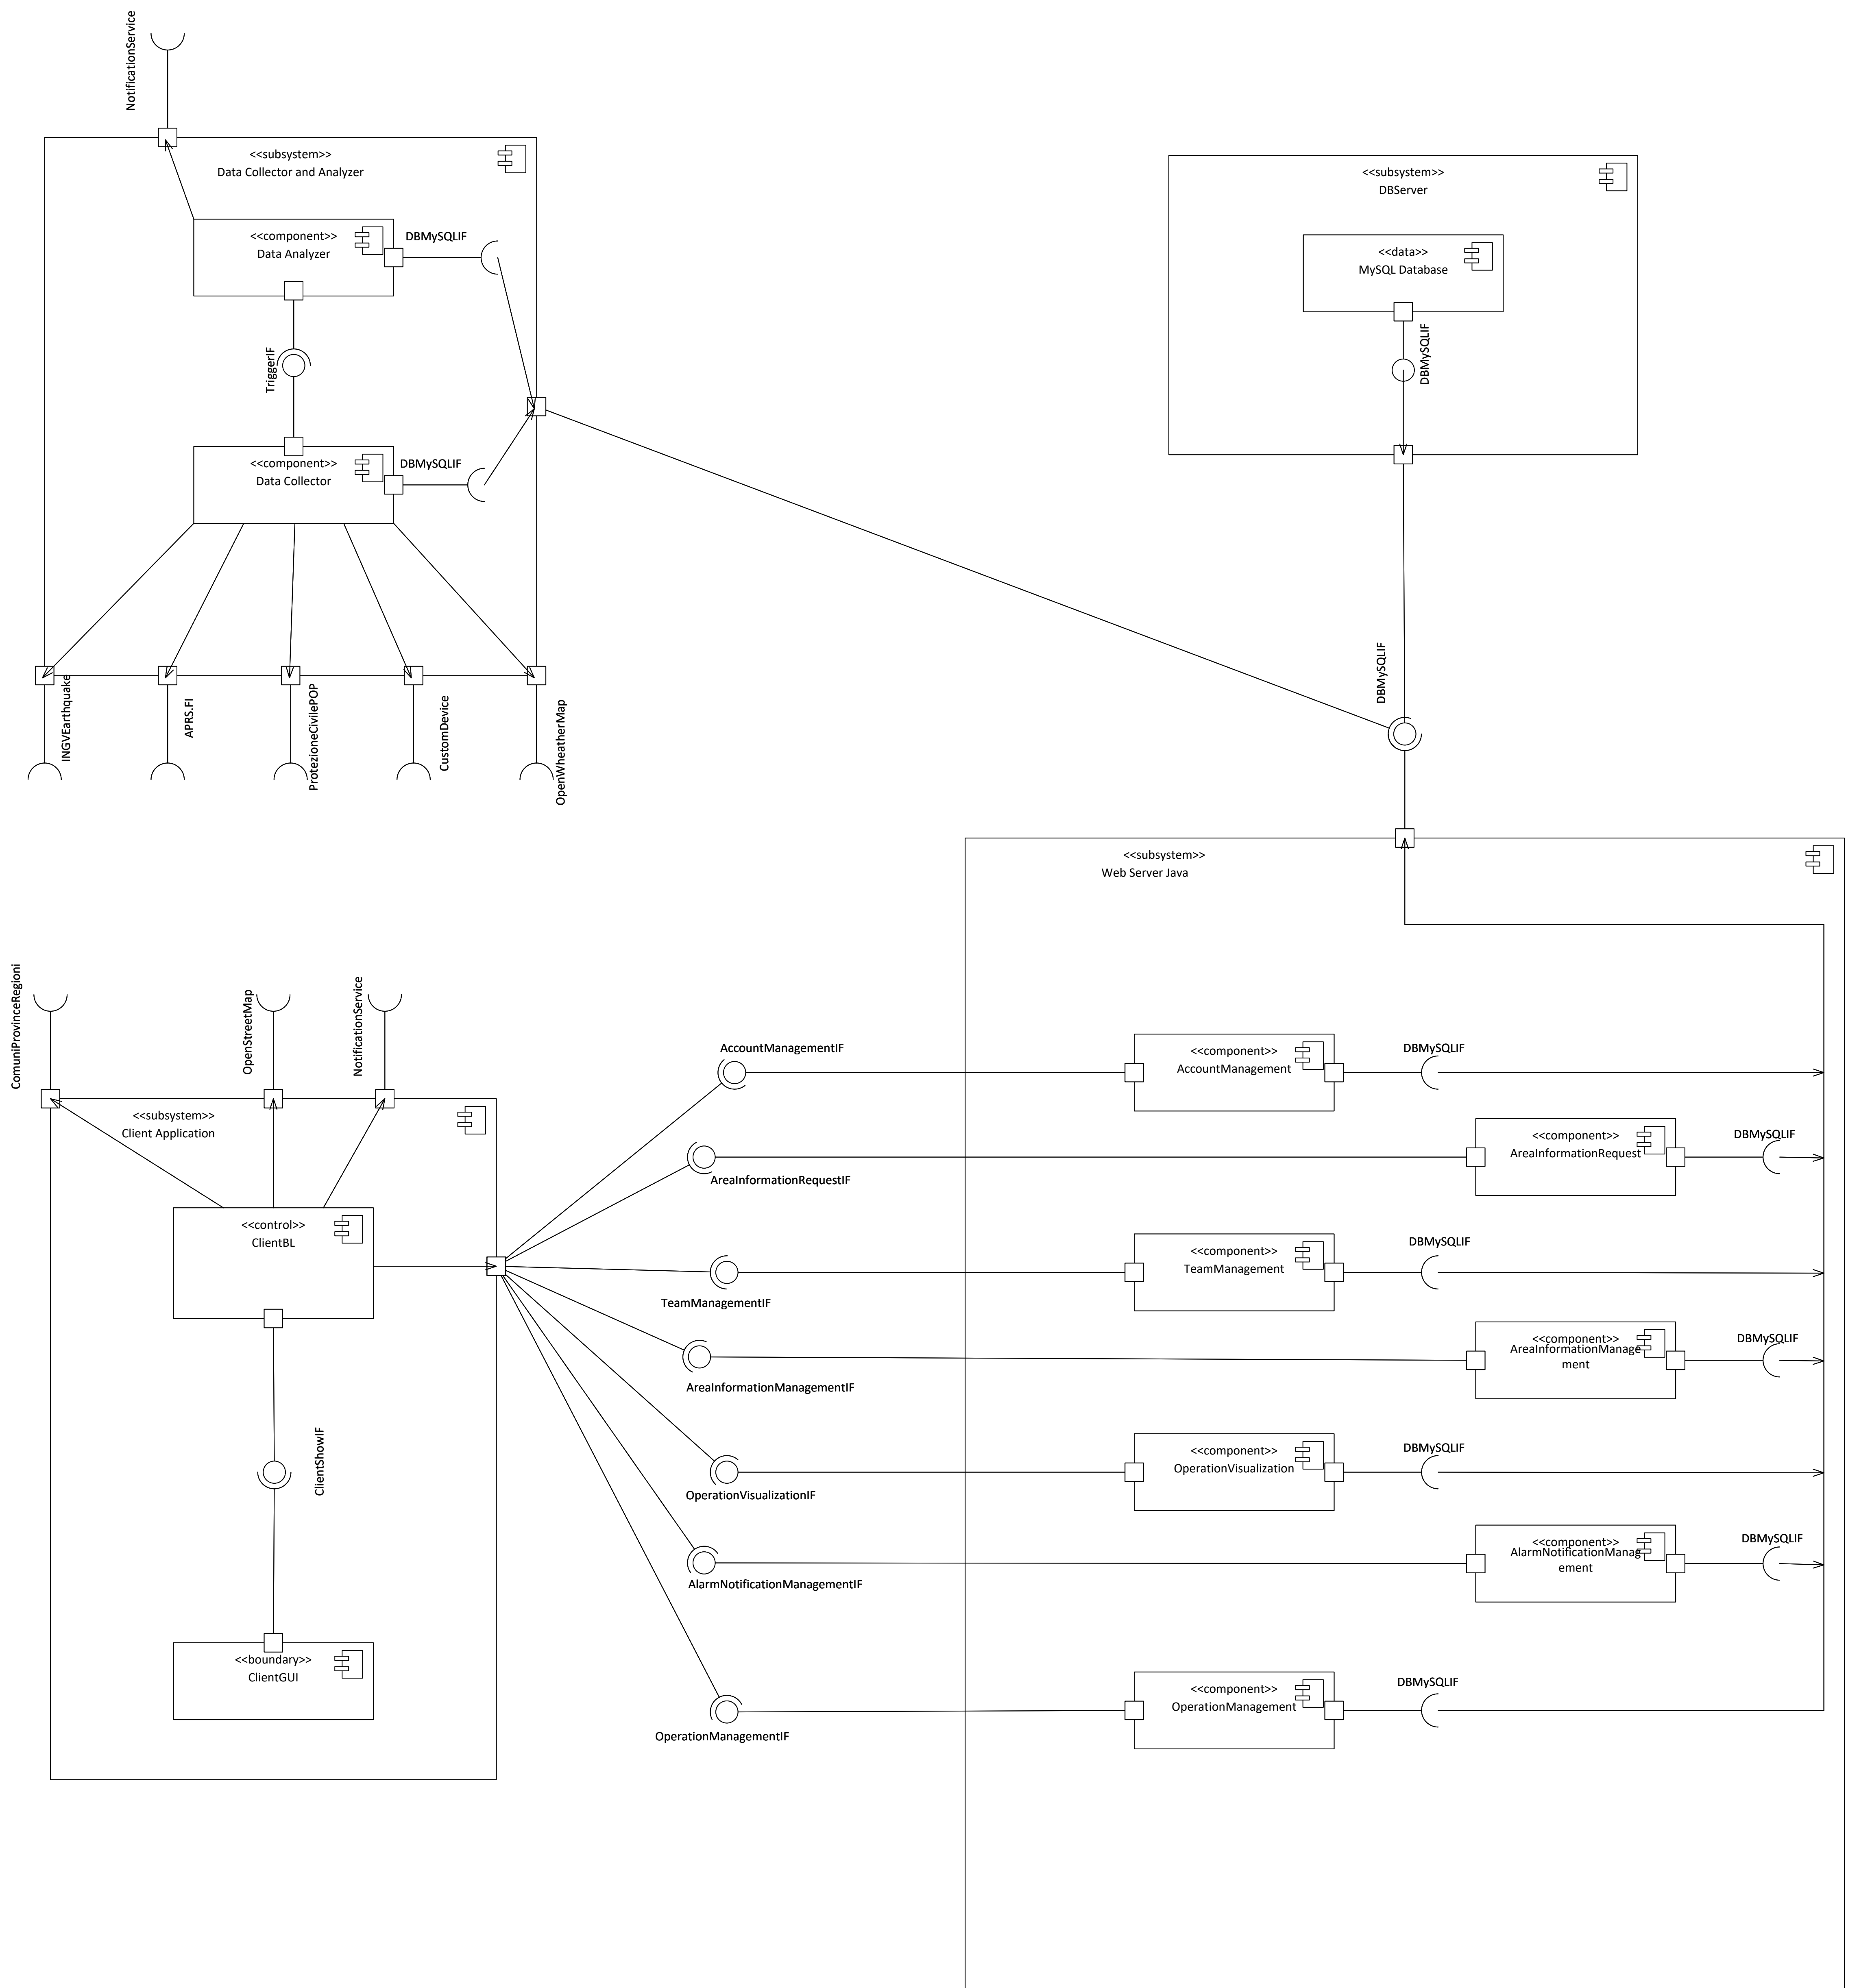 NotificationService
<<subsystem>>
Data Collector and Analyzer
<<component>>
Data Analyzer
DBMySQLIF
TriggerIF
<<component>>
Data Collector
DBMySQLIF
INGVEarthquake
APRS.FI
ProtezioneCivilePOP
CustomDevice
OpenWheatherMap
<<subsystem>>
DBServer
<<data>>
MySQL Database
DBMySQLIF
DBMySQLIF
<<subsystem>>
Web Server Java
ComuniProvinceRegioni
OpenStreetMap
NotificationService
<<subsystem>>
Client Application
<<control>>
ClientBL
ClientShowIF
<<boundary>>
ClientGUI
AccountManagementIF
AreaInformationRequestIF
TeamManagementIF
AreaInformationManagementIF
OperationVisualizationIF
AlarmNotificationManagementIF
OperationManagementIF
<<component>>
AccountManagement
DBMySQLIF
<<component>>
AreaInformationRequest
DBMySQLIF
<<component>>
TeamManagement
DBMySQLIF
<<component>>
AreaInformationManage
ment
DBMySQLIF
<<component>>
OperationVisualization
DBMySQLIF
<<component>>
AlarmNotificationManag
ement
DBMySQLIF
<<component>>
OperationManagement
DBMySQLIF